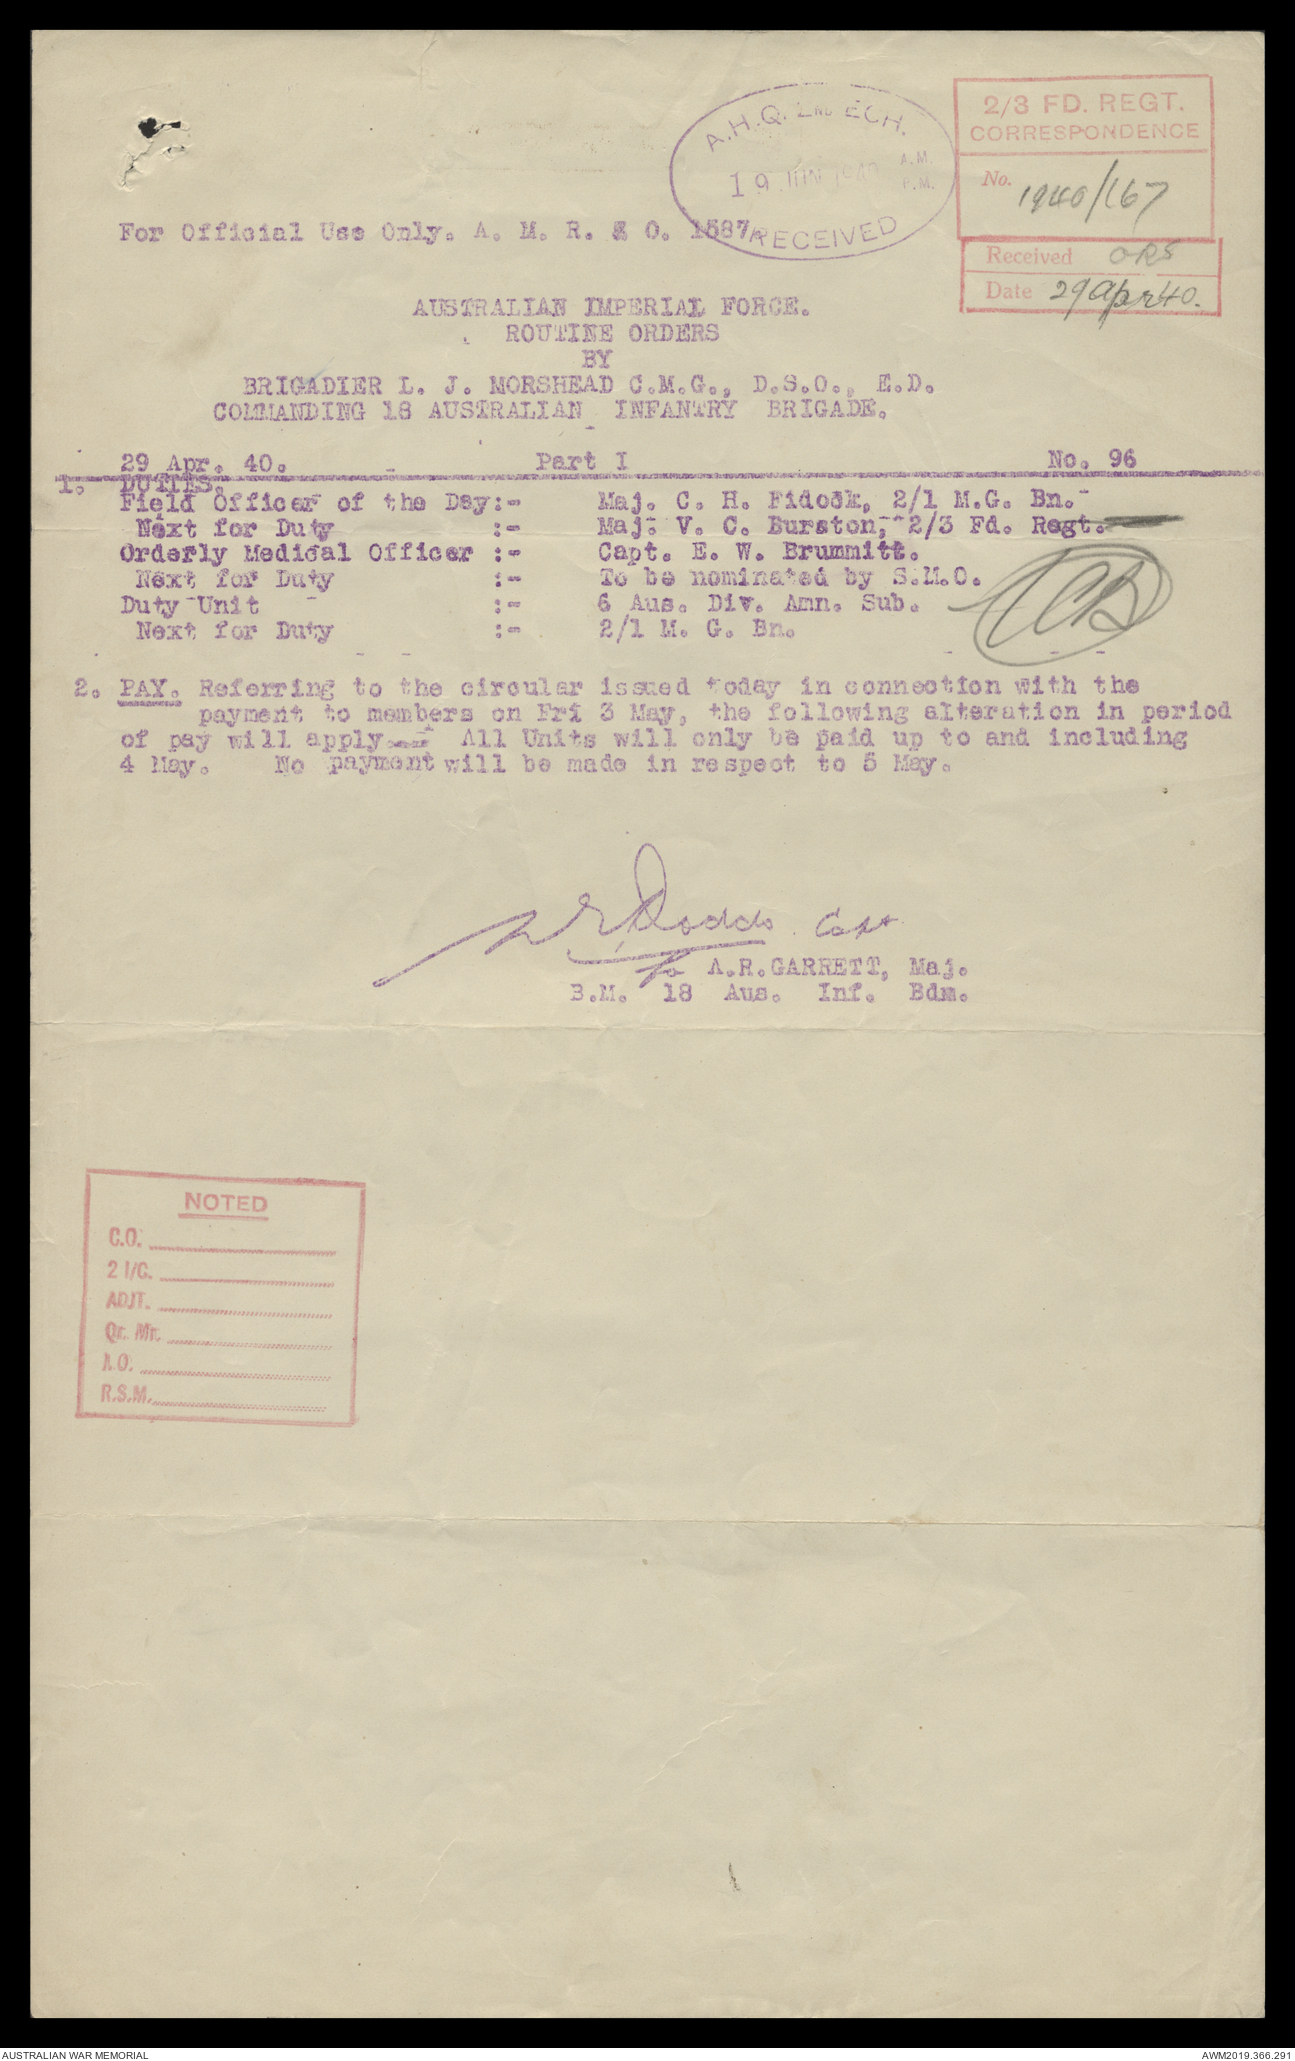 A.H.Q. 2ND ECH.
19 JUN 1940 A.M.
P.M.
RECEIVED
2/3 FD. REGT.
CORRESPONDENCE
No. 1940/167
Received ORS
Date 29 Apr 40.
For Official Use Only. A. M. R. & O. 1587.
AUSTRALIAN IMPERIAL FORCE.
ROUTINE ORDERS
BY
BRIGADIER L. J. MORSHEAD C.M.G., D.S.O., E.D.
COMMANDING 18 AUSTRALIAN INFANTRY BRIGADE.
29 Apr. 40. Part I No. 96
1. DUTIES.
Field Officer of the Day:- Maj. C. H. Fidock, 2/1 M.G. Bn.
Next for Duty :- Maj. V. C. Burston, 2/3 Fd. Regt.
Orderly Medical Officer :- Capt. E. W. Brummitt.
Next for Duty :- To be nominated by S.M.O.
Duty Unit :- 6 Aus. Div. Amn. Sub.
Next for Duty :- 2/1 M. G. Bn.
2. PAY. Referring to the circular issued today in connection with the
payment to members on Fri 3 May, the following alteration in period
of pay will apply. All Units will only be paid up to and including
4 May. No payment will be made in respect to 5 May.
Dodds Capt
A.R.GARRETT, Maj.
B.M. 18 Aus. Inf. Bdm.
NOTED
C.O.
2 I/C.
ADJT.
Qr. Mr.
I.O.
R.S.M.
AUSTRALIAN WAR MEMORIAL AWM2019.366.291